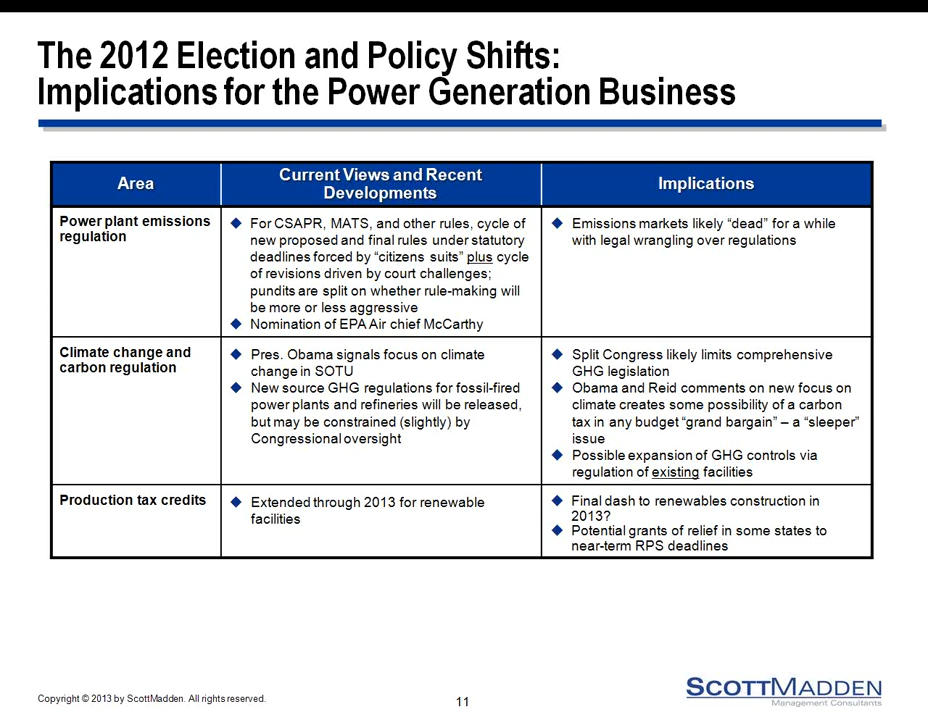 The 2012 Election and Policy Shifts:
Implications for the Power Generation Business
Area
Current Views and Recent
Developments
Implications
Power plant emissions
regulation
For CSAPR, MATS, and other rules, cycle of
new proposed and final rules under statutory
deadlines forced by “citizens suits” plus cycle
of revisions driven by court challenges;
pundits are split on whether rule-making will
be more or less aggressive
Nomination of EPA Air chief McCarthy
Emissions markets likely “dead” for a while
with legal wrangling over regulations
Climate change and
carbon regulation
Pres. Obama signals focus on climate
change in SOTU
New source GHG regulations for fossil-fired
power plants and refineries will be released,
but may be constrained (slightly) by
Congressional oversight
Split Congress likely limits comprehensive
GHG legislation
Obama and Reid comments on new focus on
climate creates some possibility of a carbon
tax in any budget “grand bargain” – a “sleeper”
issue
Possible expansion of GHG controls via
regulation of existing facilities
Production tax credits
Extended through 2013 for renewable
facilities
Final dash to renewables construction in
2013?
Potential grants of relief in some states to
near-term RPS deadlines
Copyright © 2013 by ScottMadden. All rights reserved.
11
SCOTTMADDEN
Management Consultants